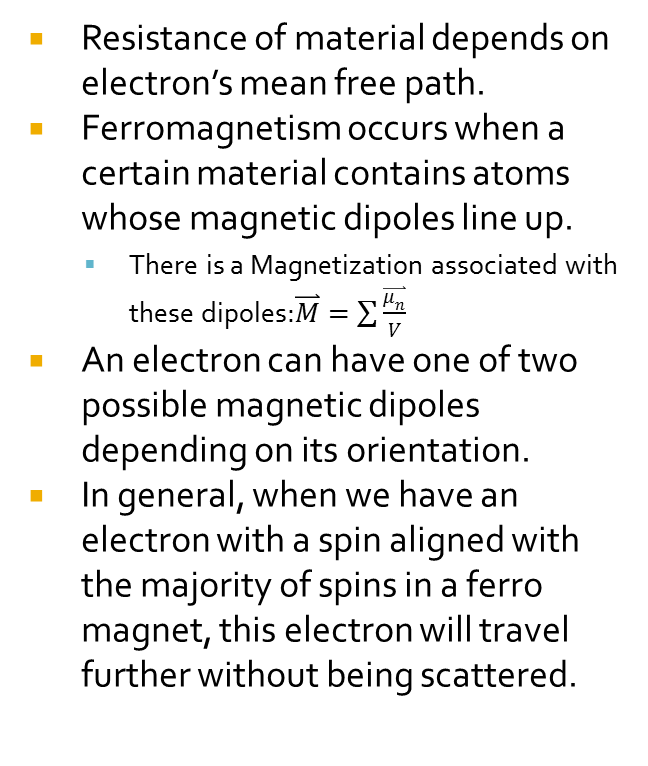 Resistance of material depends on
electron’s mean free path.
Ferromagnetism occurs when a
certain material contains atoms
whose magnetic dipoles line up.
There is a Magnetization associated with
these dipoles: $\overrightarrow{M} = \sum \frac{\overrightarrow{\mu_n}}{V}$
An electron can have one of two
possible magnetic dipoles
depending on its orientation.
In general, when we have an
electron with a spin aligned with
the majority of spins in a ferro
magnet, this electron will travel
further without being scattered.